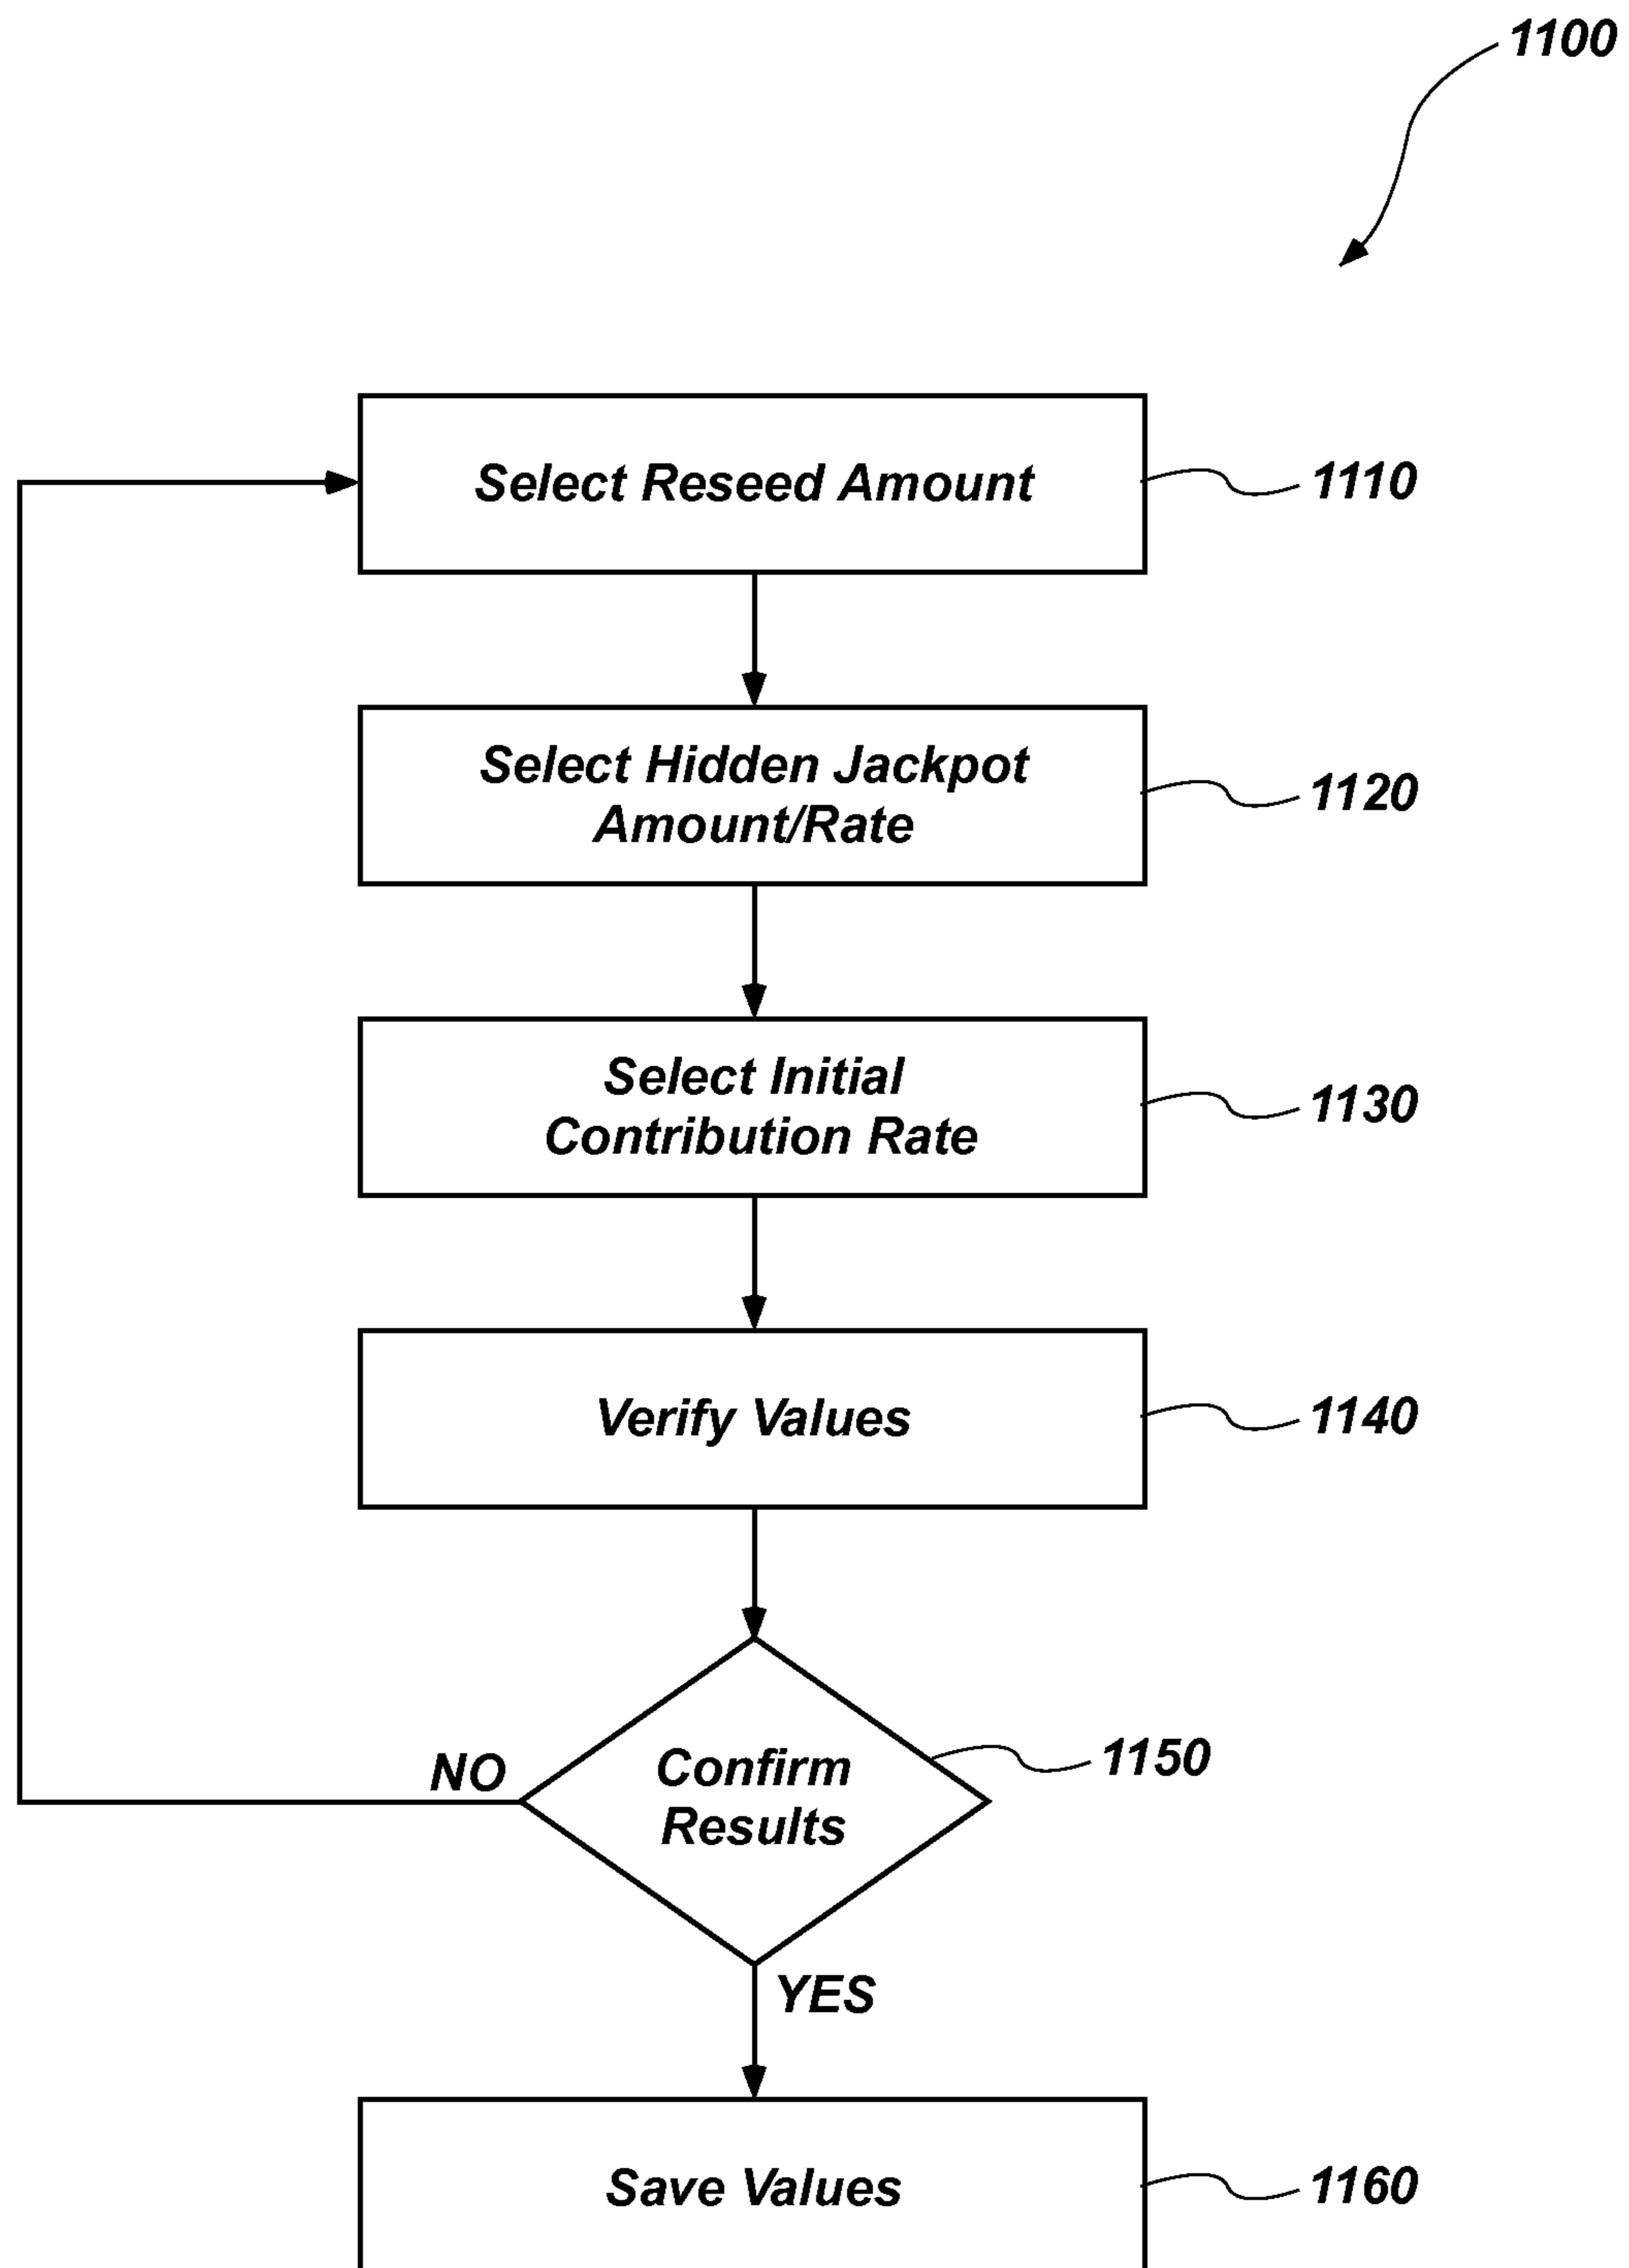 1100
Select Reseed Amount
1110
Select Hidden Jackpot
Amount/Rate
1120
Select Initial
Contribution Rate
1130
Verify Values
1140
Confirm
Results
1150
NO
YES
Save Values
1160